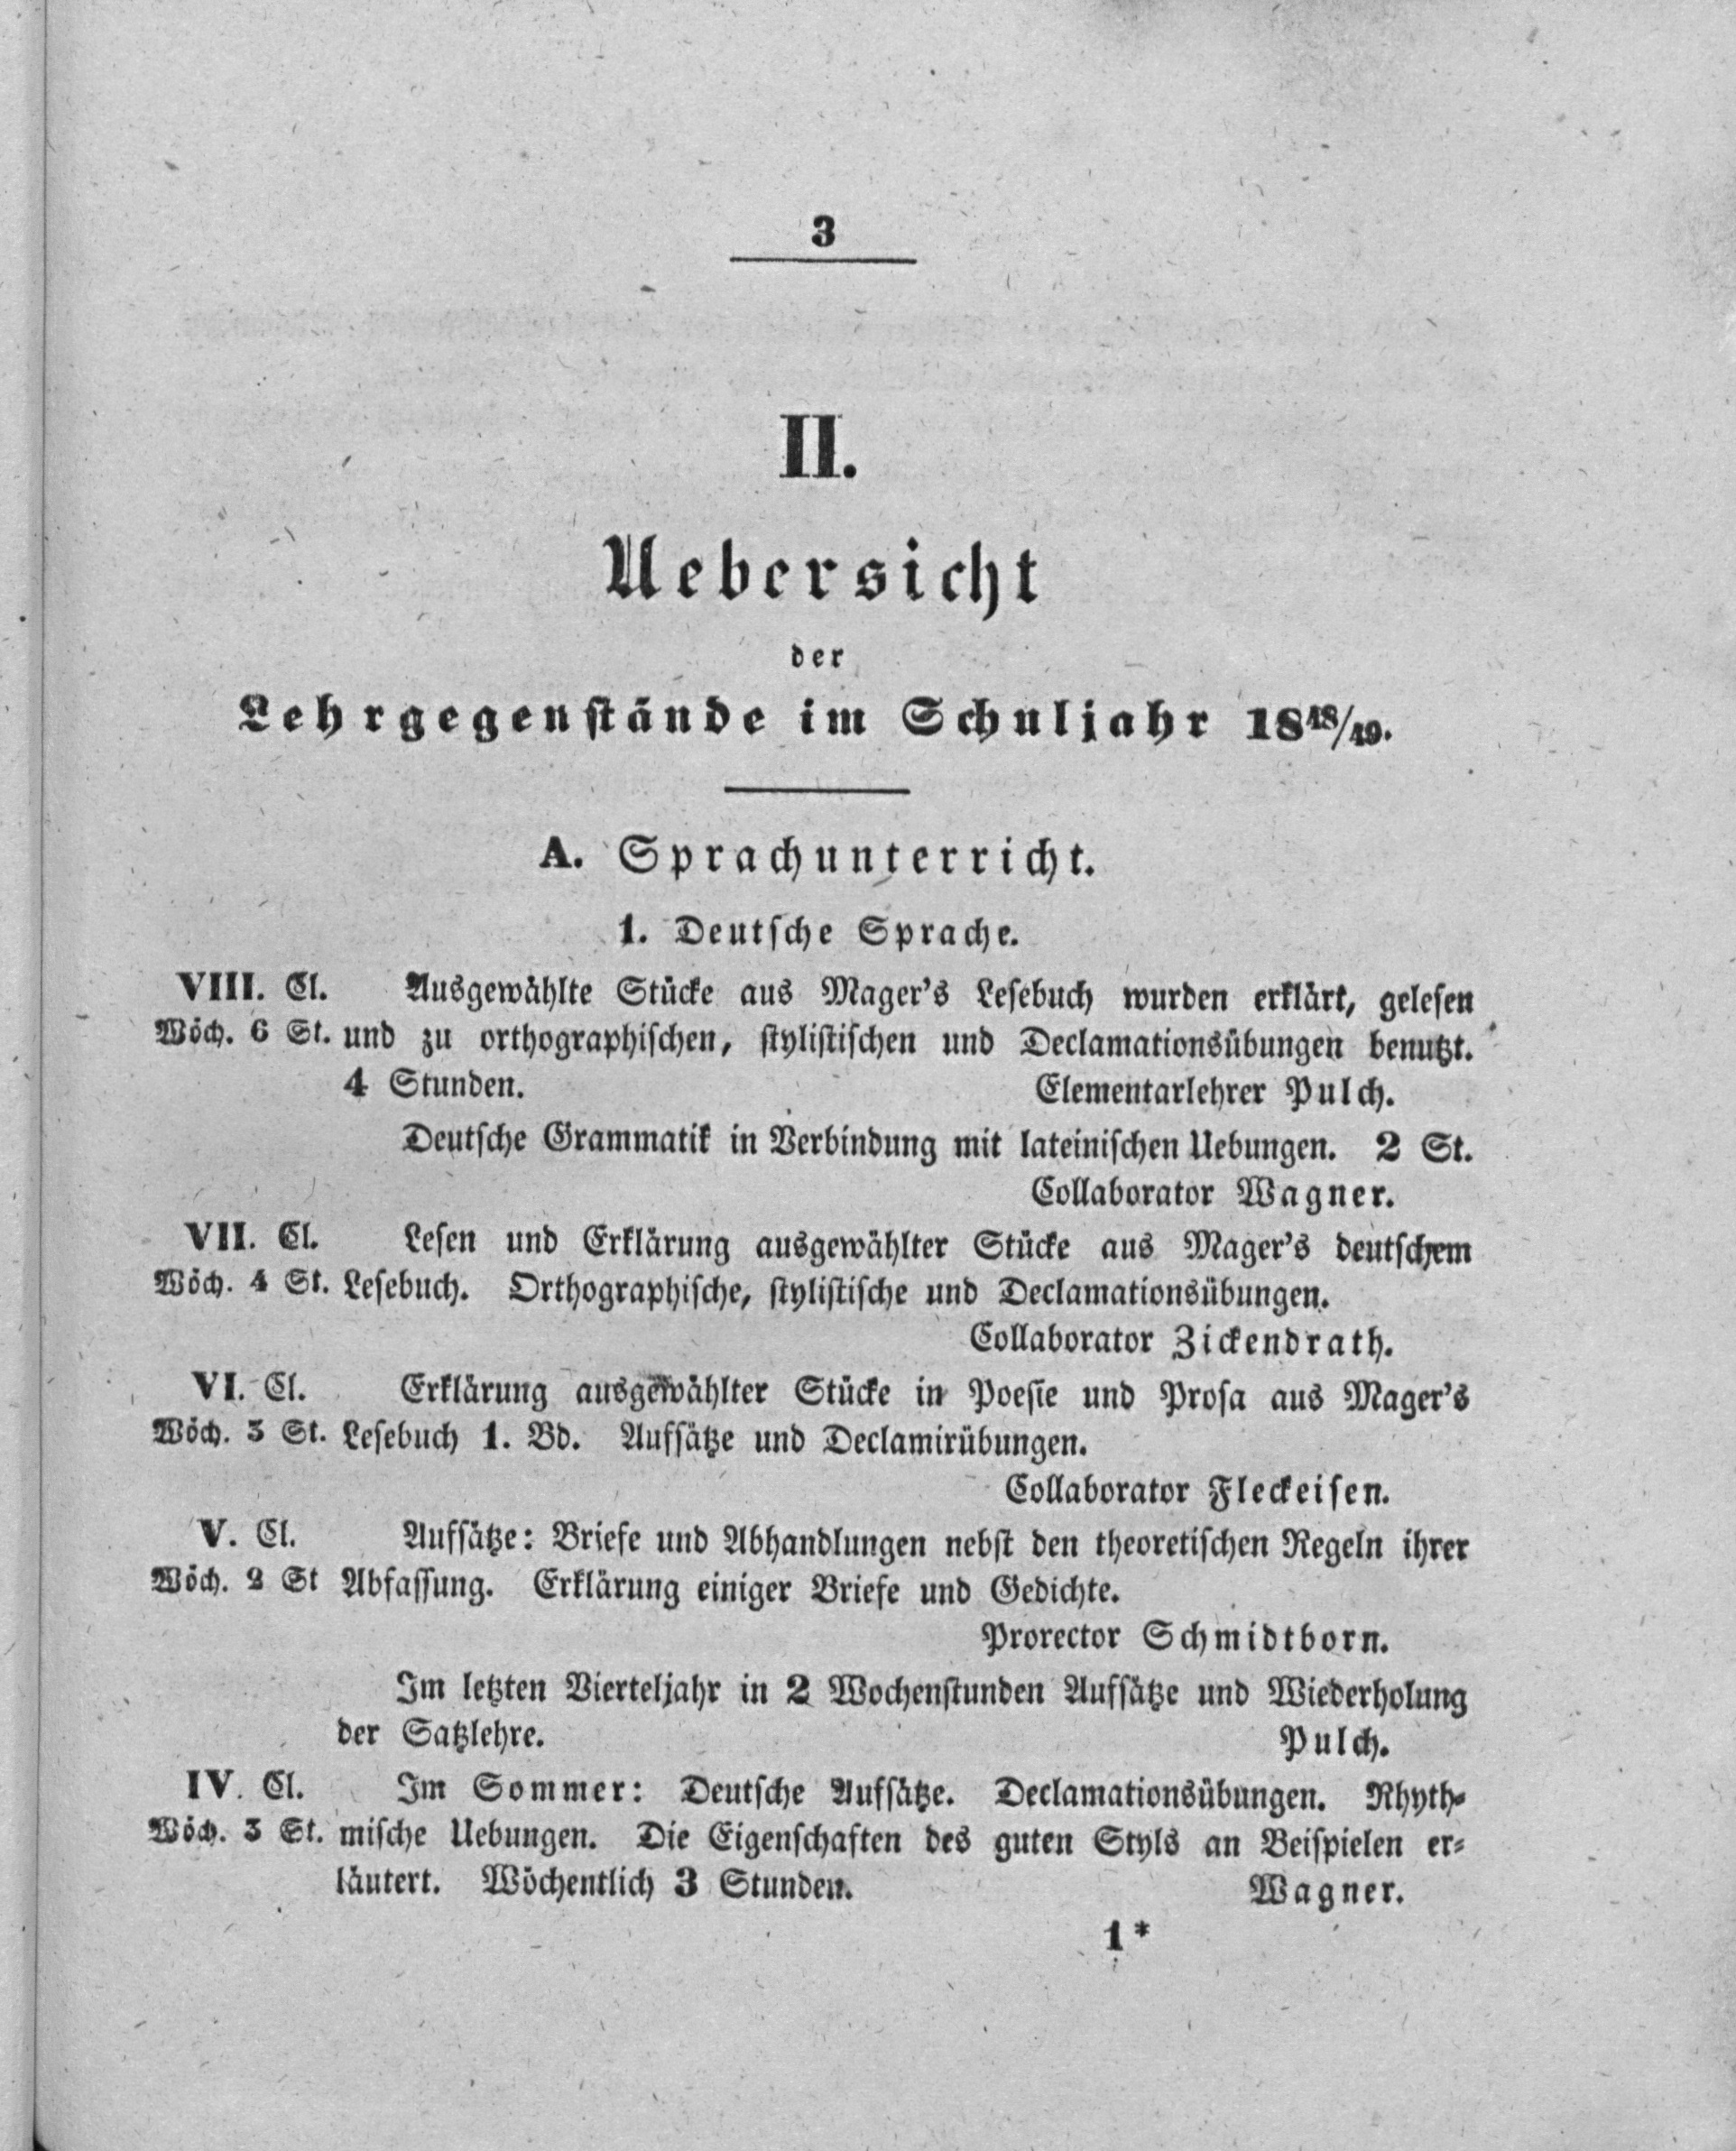 3
II.
Uebersicht
der
Lehrgegenstände im Schuljahr 18⁴⁸/₄₉.
A. Sprachunterricht.
1. Deutsche Sprache.
VIII. Cl. Ausgewählte Stücke aus Mager's Lesebuch wurden erklärt, gelesen
Wöch. 6 St. und zu orthographischen, stylistischen und Declamationsübungen benutzt.
4 Stunden. Elementarlehrer Pulch.
Deutsche Grammatik in Verbindung mit lateinischen Uebungen. 2 St.
Collaborator Wagner.
VII. Cl. Lesen und Erklärung ausgewählter Stücke aus Mager's deutschem
Wöch. 4 St. Lesebuch. Orthographische, stylistische und Declamationsübungen.
Collaborator Zickendrath.
VI. Cl. Erklärung ausgewählter Stücke in Poesie und Prosa aus Mager's
Wöch. 3 St. Lesebuch 1. Bd. Aufsätze und Declamirübungen.
Collaborator Fleckeisen.
V. Cl. Aufsätze: Briefe und Abhandlungen nebst den theoretischen Regeln ihrer
Wöch. 2 St Abfassung. Erklärung einiger Briefe und Gedichte.
Prorector Schmidtborn.
Im letzten Vierteljahr in 2 Wochenstunden Aufsätze und Wiederholung
der Satzlehre. Pulch.
IV. Cl. Im Sommer: Deutsche Aufsätze. Declamationsübungen. Rhyth-
Wöch. 3 St. mische Uebungen. Die Eigenschaften des guten Styls an Beispielen er-
läutert. Wöchentlich 3 Stunden. Wagner.
1*